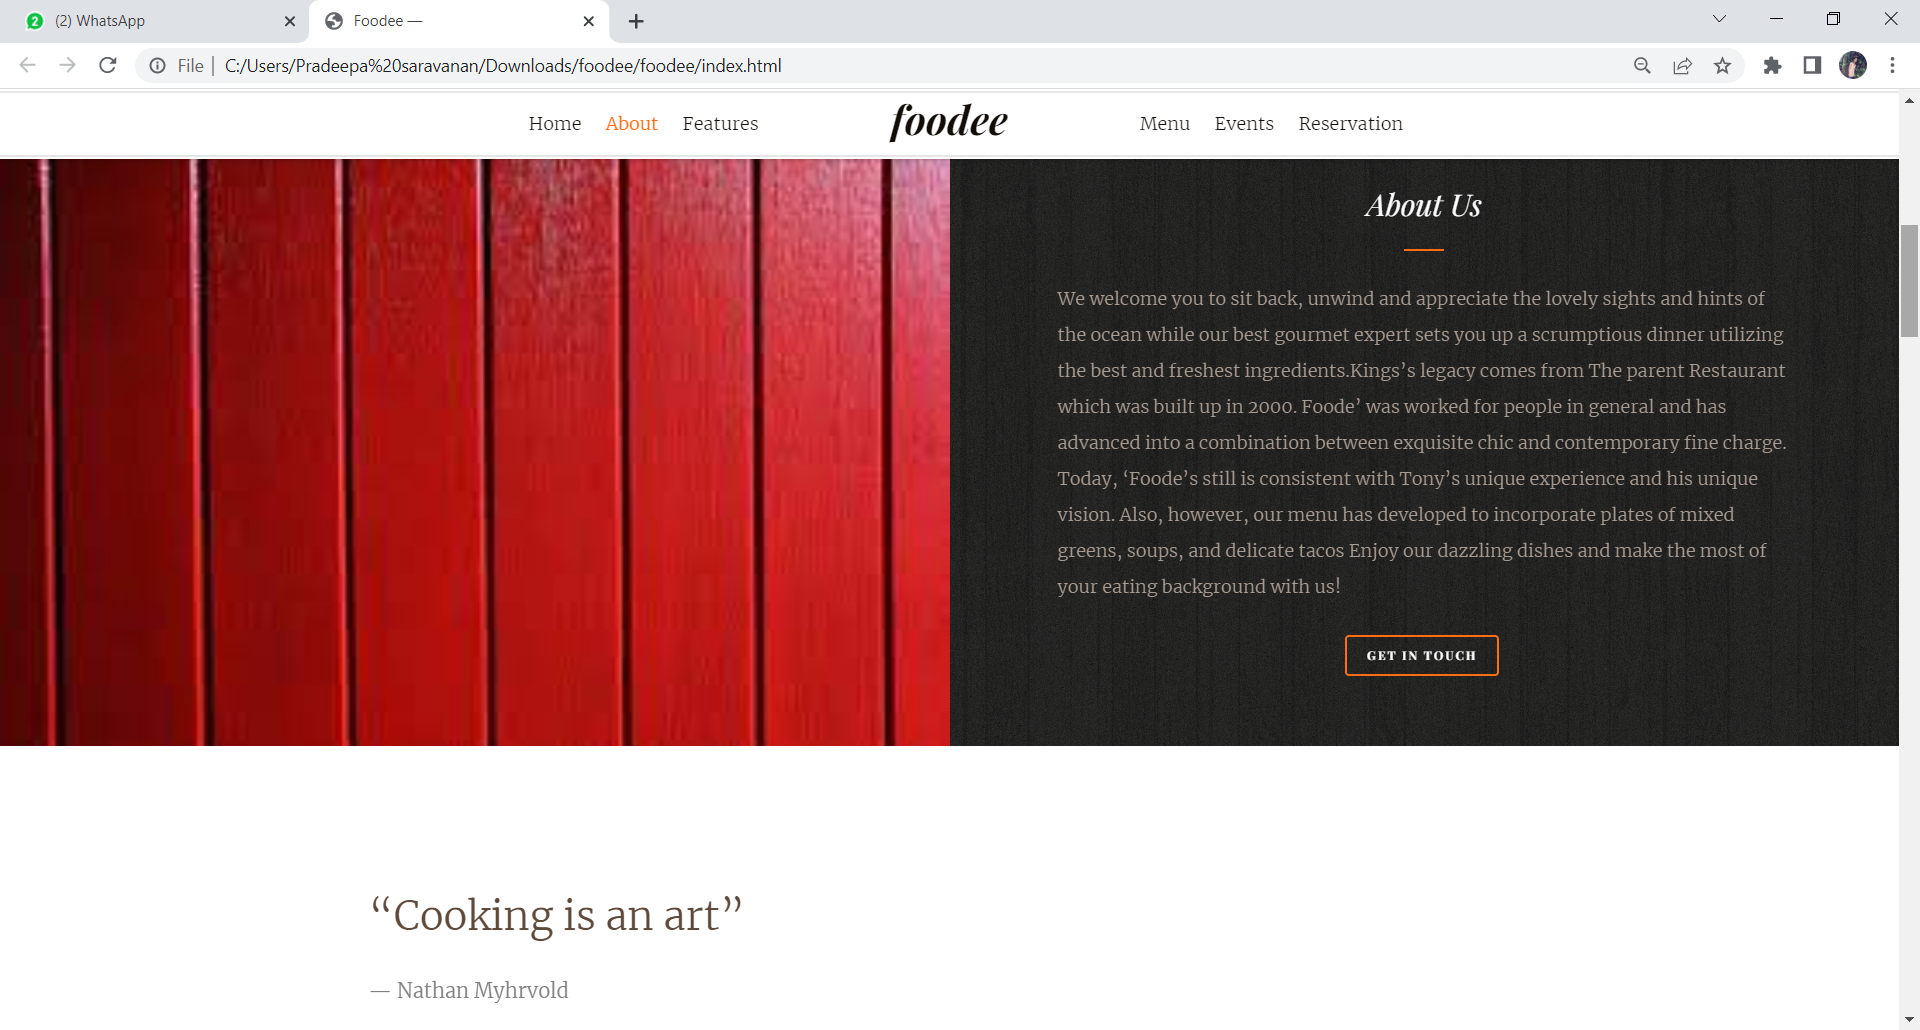 (2) WhatsApp
Foodee —
File | C:/Users/Pradeepa%20saravanan/Downloads/foodee/foodee/index.html
Home About Features foodee Menu Events Reservation
About Us
We welcome you to sit back, unwind and appreciate the lovely sights and hints of
the ocean while our best gourmet expert sets you up a scrumptious dinner utilizing
the best and freshest ingredients.Kings’s legacy comes from The parent Restaurant
which was built up in 2000. Foode’ was worked for people in general and has
advanced into a combination between exquisite chic and contemporary fine charge.
Today, ‘Foode’s still is consistent with Tony’s unique experience and his unique
vision. Also, however, our menu has developed to incorporate plates of mixed
greens, soups, and delicate tacos Enjoy our dazzling dishes and make the most of
your eating background with us!
GET IN TOUCH
“Cooking is an art”
— Nathan Myhrvold